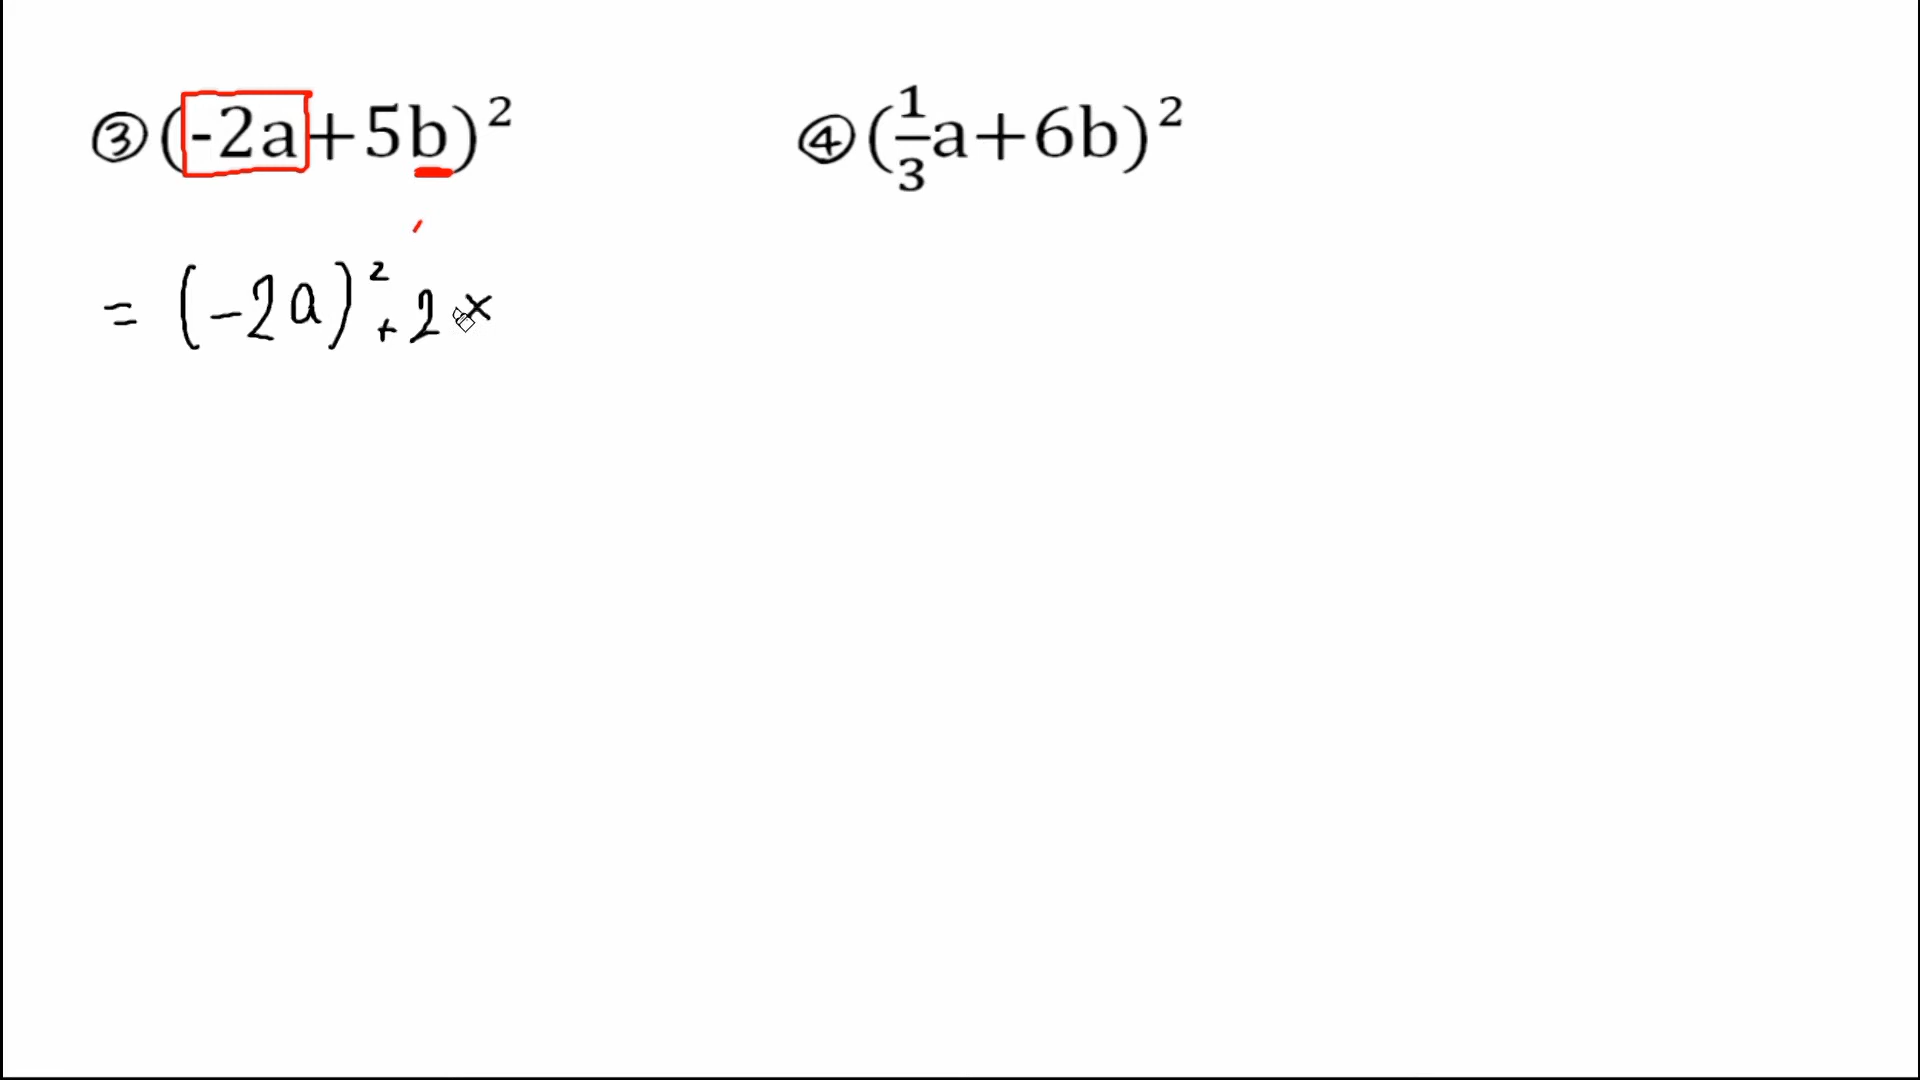 ③(-2a+5b)²
④(1/3a+6b)²
= (-2a)² + 2 ×